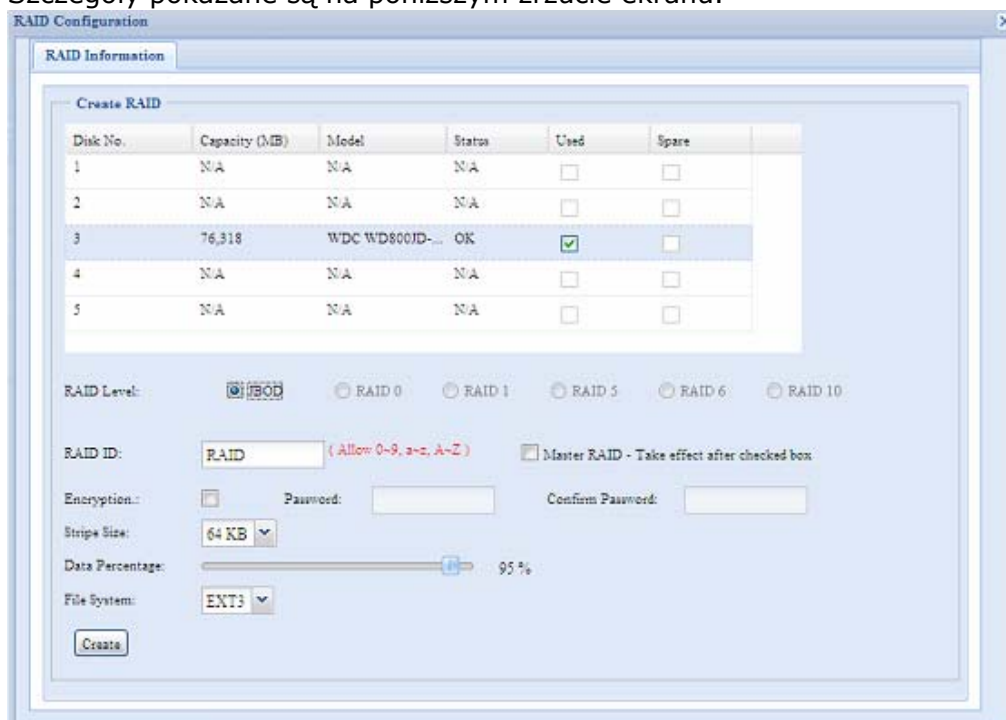 Szczegóły pokazane są na poniższym zrzucie ekranu:
RAID Configuration
RAID Information
Create RAID
Disk No. Capacity (MB) Model Status Used Spare
1 N/A N/A N/A
2 N/A N/A N/A
3 76,318 WDC WD800JD-... OK
4 N/A N/A N/A
5 N/A N/A N/A
RAID Level: JBOD RAID 0 RAID 1 RAID 5 RAID 6 RAID 10
RAID ID: RAID ( Allow 0~9, a~z, A~Z ) Master RAID - Take effect after checked box
Encryption.: Password: Confirm Password:
Stripe Size: 64 KB
Data Percentage: 95 %
File System: EXT3
Create